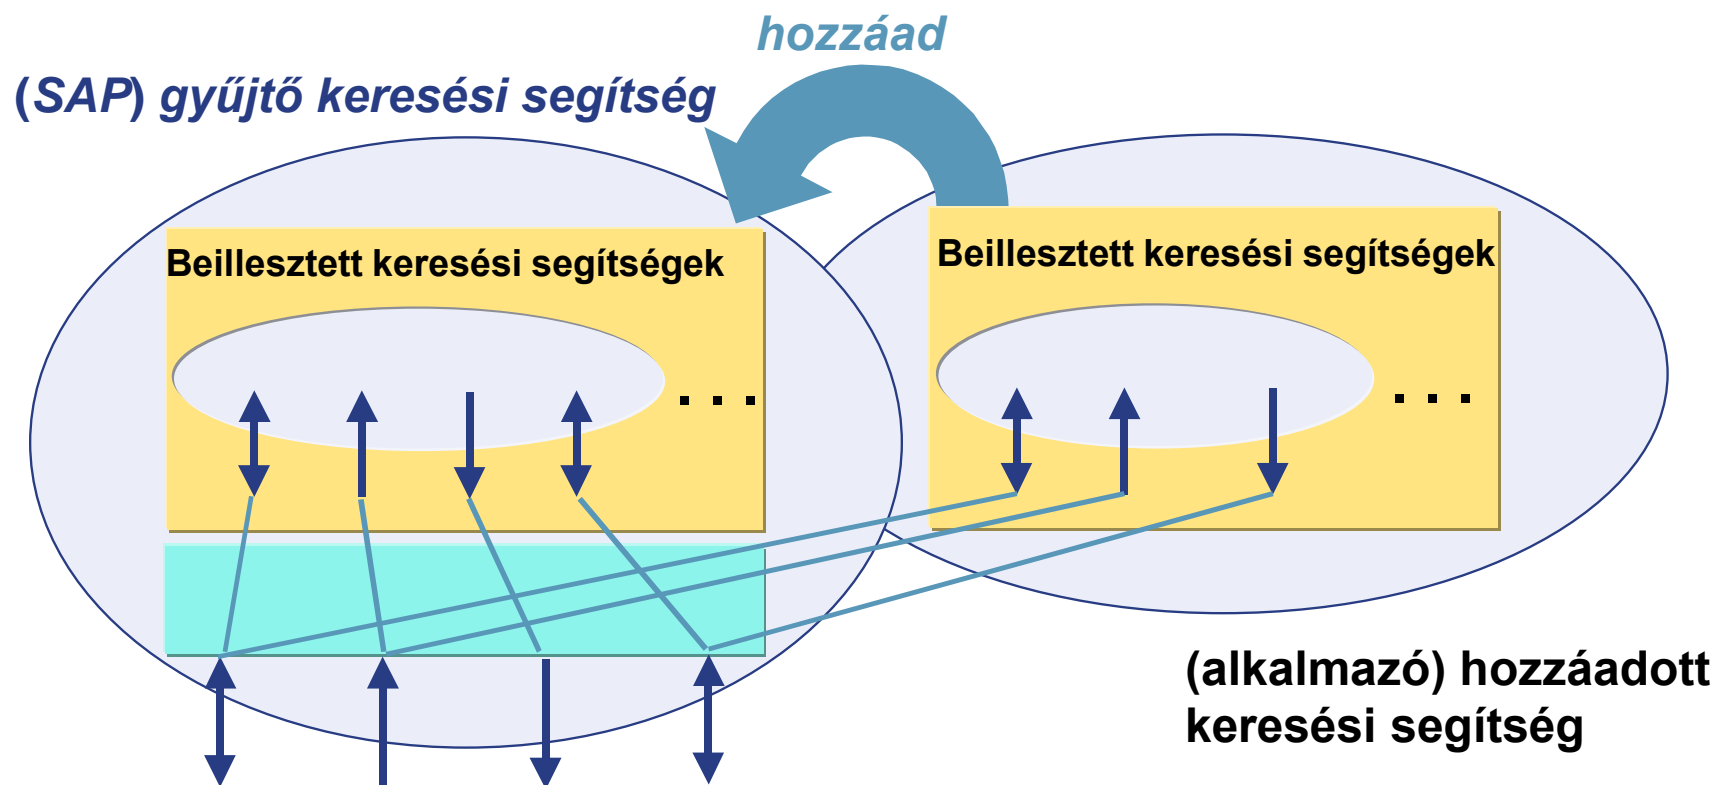 hozzáad
(SAP) gyűjtő keresési segítség
Beillesztett keresési segítségek
Beillesztett keresési segítségek
. . .
. . .
(alkalmazó) hozzáadott
keresési segítség